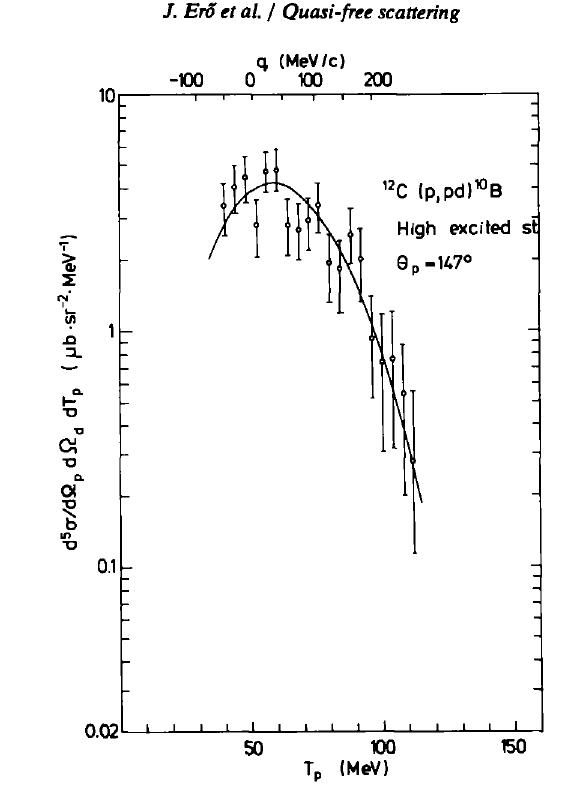 J. Erő et al. / Quasi-free scattering
q (MeV/c)
-100 0 100 200
10
¹²C (p,pd)¹⁰B
High excited st
θp = 147°
1
d⁵σ/dΩp dΩd dTp (μb·sr⁻²·MeV⁻¹)
0.1
0.02
50 100 150
Tp (MeV)